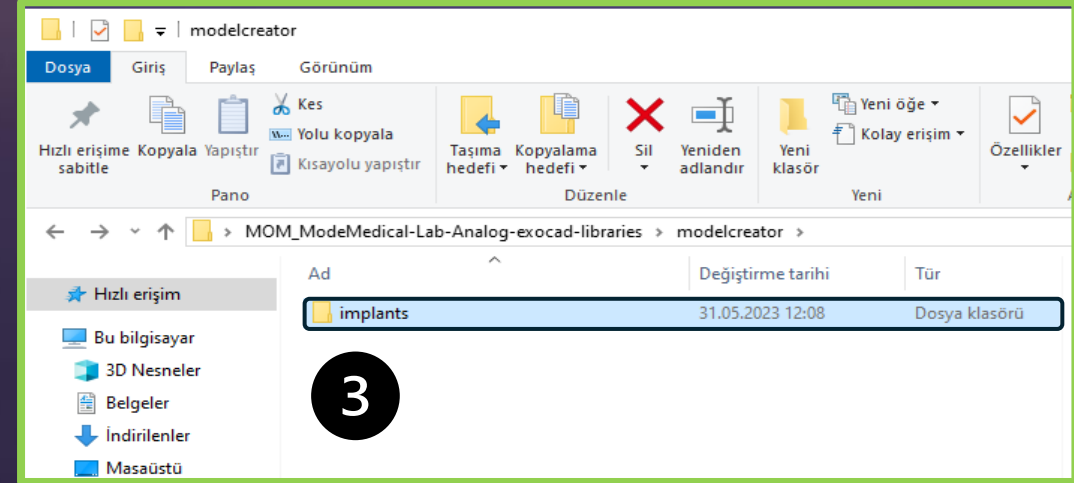 modelcreator
Dosya Giriş Paylaş Görünüm
Hızlı erişime sabitle
Kopyala
Yapıştır
Kes
Yolu kopyala
Kısayolu yapıştır
Pano
Taşıma hedefi
Kopyalama hedefi
Sil
Yeniden adlandır
Düzenle
Yeni klasör
Yeni öğe
Kolay erişim
Yeni
Özellikler
MOM_ModeMedical-Lab-Analog-exocad-libraries > modelcreator >
Ad Değiştirme tarihi Tür
implants 31.05.2023 12:08 Dosya klasörü
Hızlı erişim
Bu bilgisayar
3D Nesneler
Belgeler
İndirilenler
Masaüstü
3